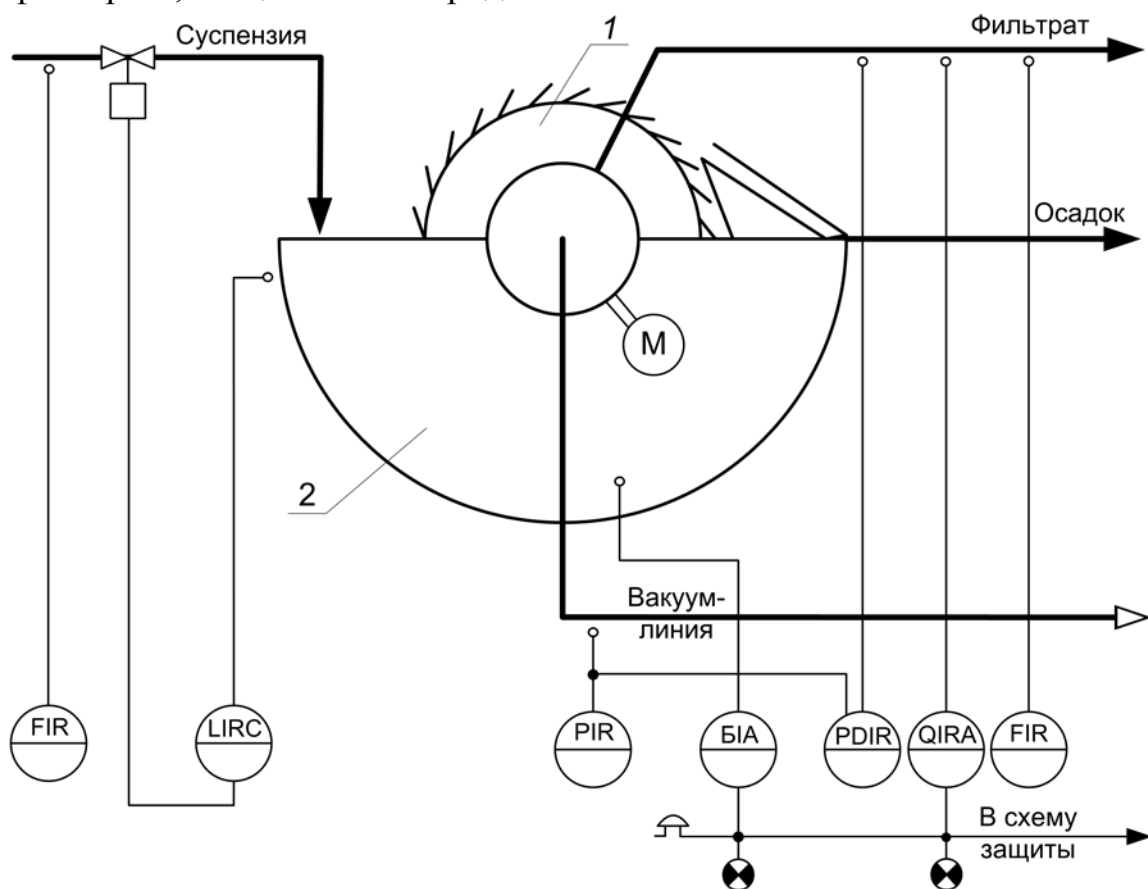 Суспензия
1
Фильтрат
Осадок
M
2
Вакуум-
линия
FIR
LIRC
PIR
БIA
PDIR
QIRA
FIR
В схему
защиты